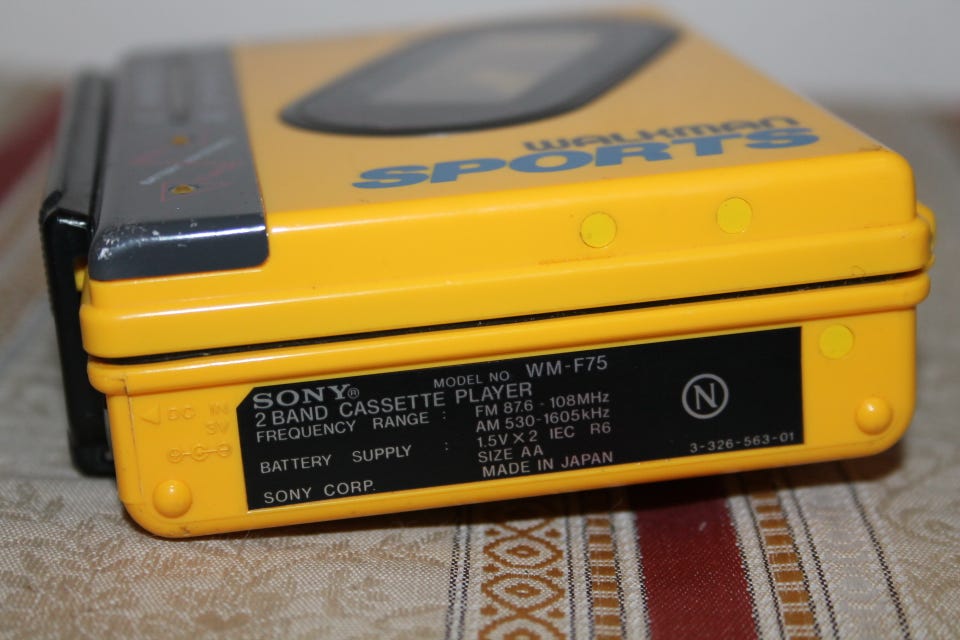 WALKMAN
SPORTS
DC IN
3V
SONY®
MODEL NO WM-F75
2 BAND CASSETTE PLAYER
FREQUENCY RANGE : FM 87.6 - 108MHz
AM 530-1605kHz
BATTERY SUPPLY : 1.5V X 2 IEC R6
SIZE AA
SONY CORP. MADE IN JAPAN
N
3-326-563-01